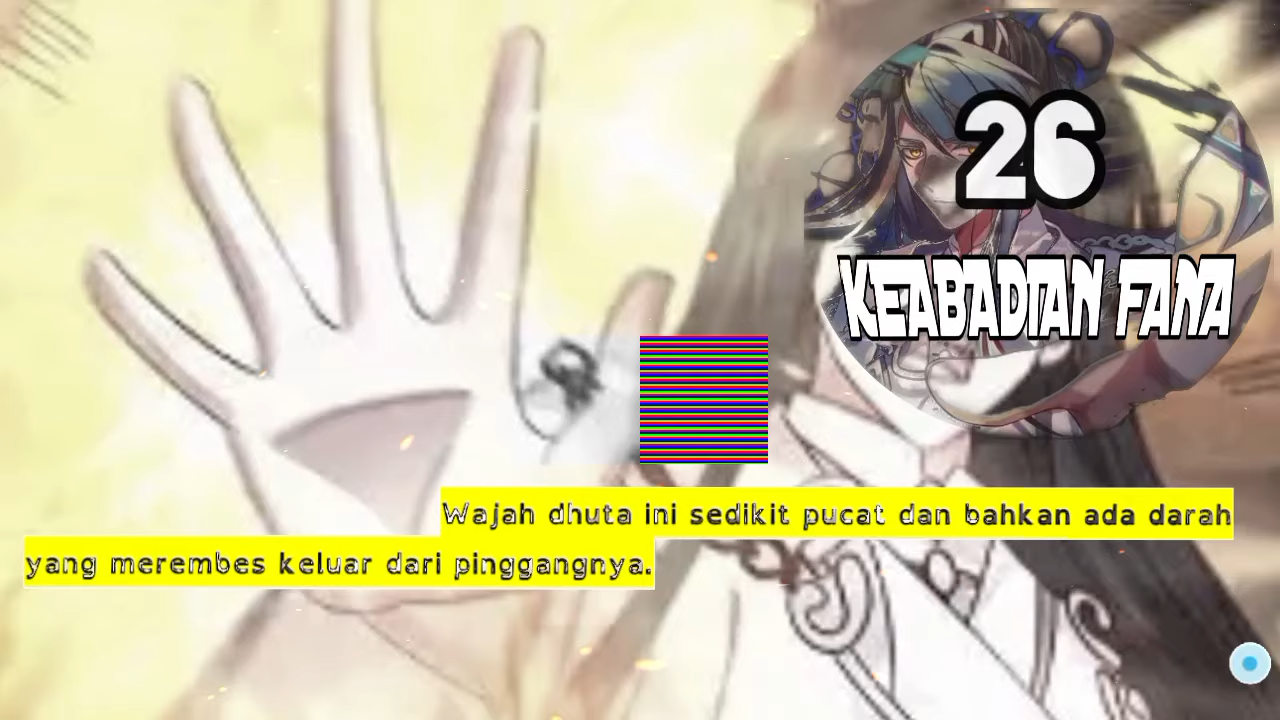 26
KEABADIAN FANA
Wajah dhuta ini sedikit pucat dan bahkan ada darah
yang merembes keluar dari pinggangnya.